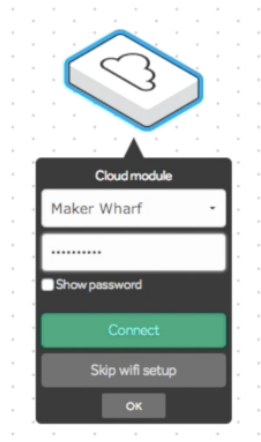 Cloud module
Maker Wharf
••••••••••
Show password
Connect
Skip wifi setup
OK